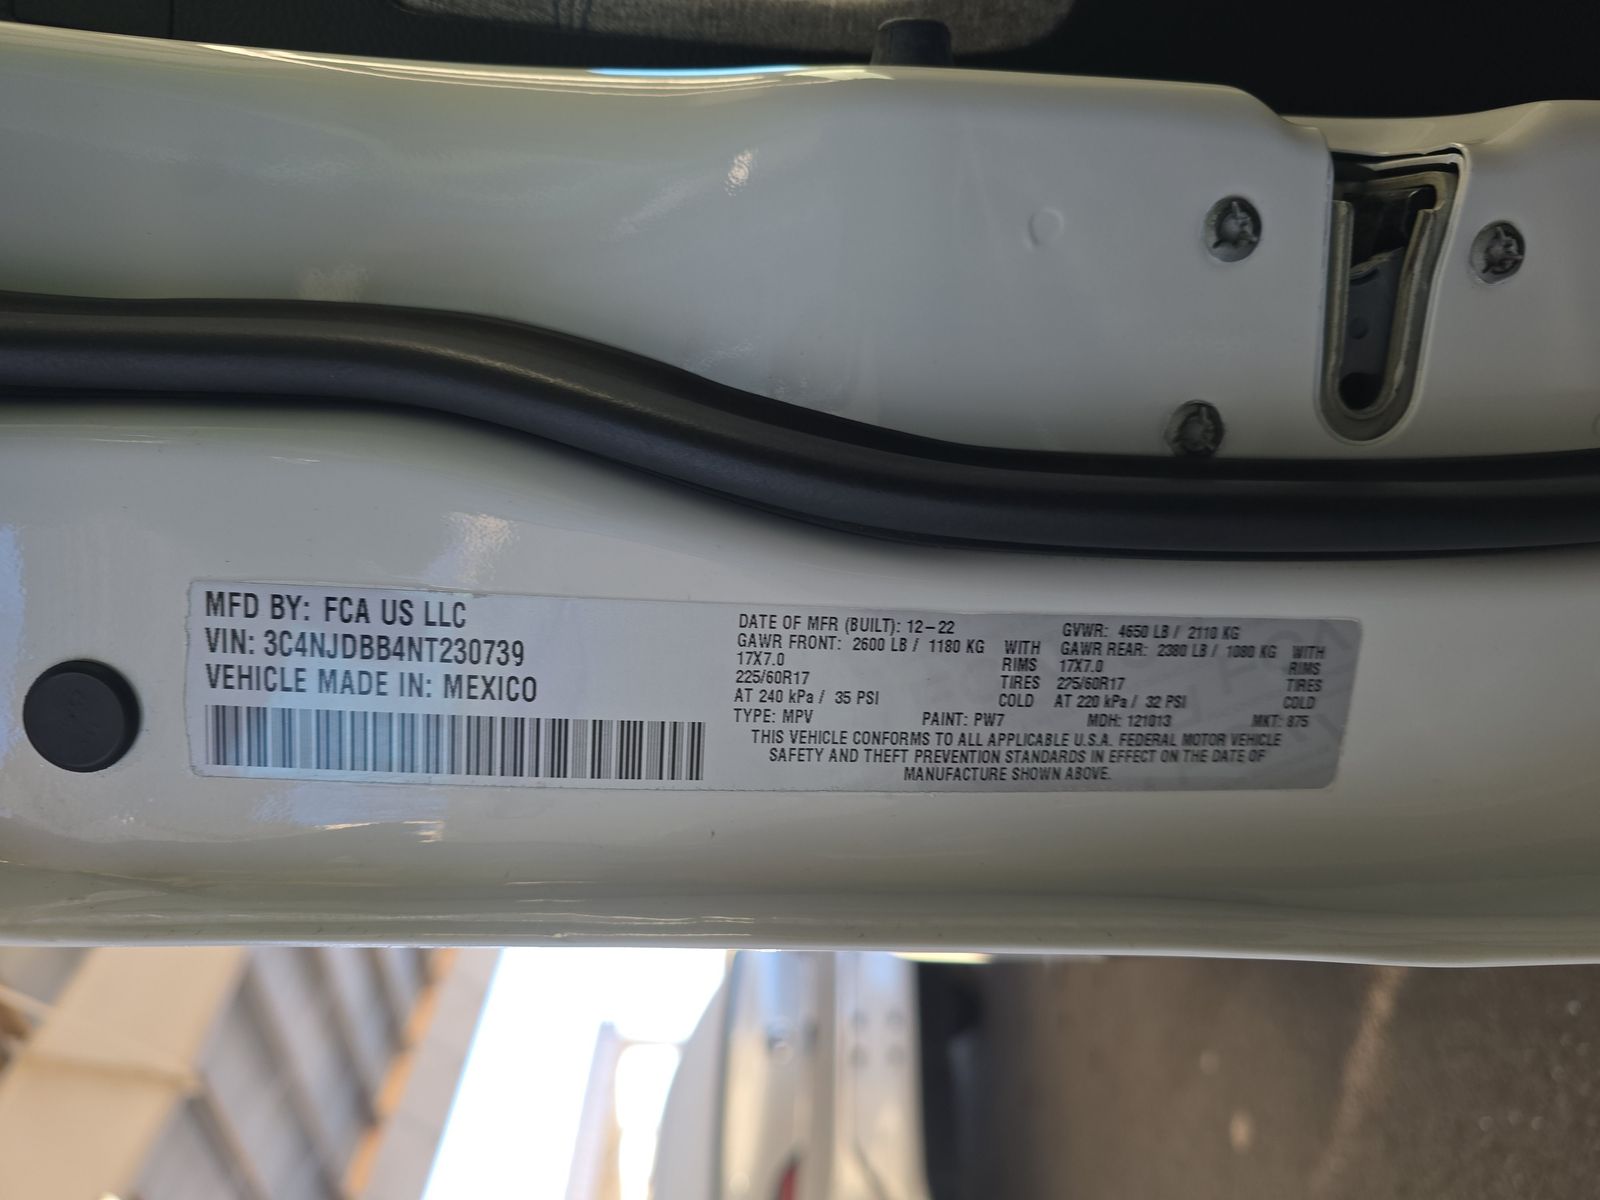 MFD BY: FCA US LLC
VIN: 3C4NJDBB4NT230739
VEHICLE MADE IN: MEXICO
DATE OF MFR (BUILT): 12-22 GVWR: 4650 LB / 2110 KG
GAWR FRONT: 2600 LB / 1180 KG WITH GAWR REAR: 2380 LB / 1080 KG WITH
17X7.0 RIMS 17X7.0 RIMS
225/60R17 TIRES 225/60R17 TIRES
AT 240 kPa / 35 PSI COLD AT 220 kPa / 32 PSI COLD
TYPE: MPV PAINT: PW7 MDH: 121013 MKT: 875
THIS VEHICLE CONFORMS TO ALL APPLICABLE U.S.A. FEDERAL MOTOR VEHICLE
SAFETY AND THEFT PREVENTION STANDARDS IN EFFECT ON THE DATE OF
MANUFACTURE SHOWN ABOVE.